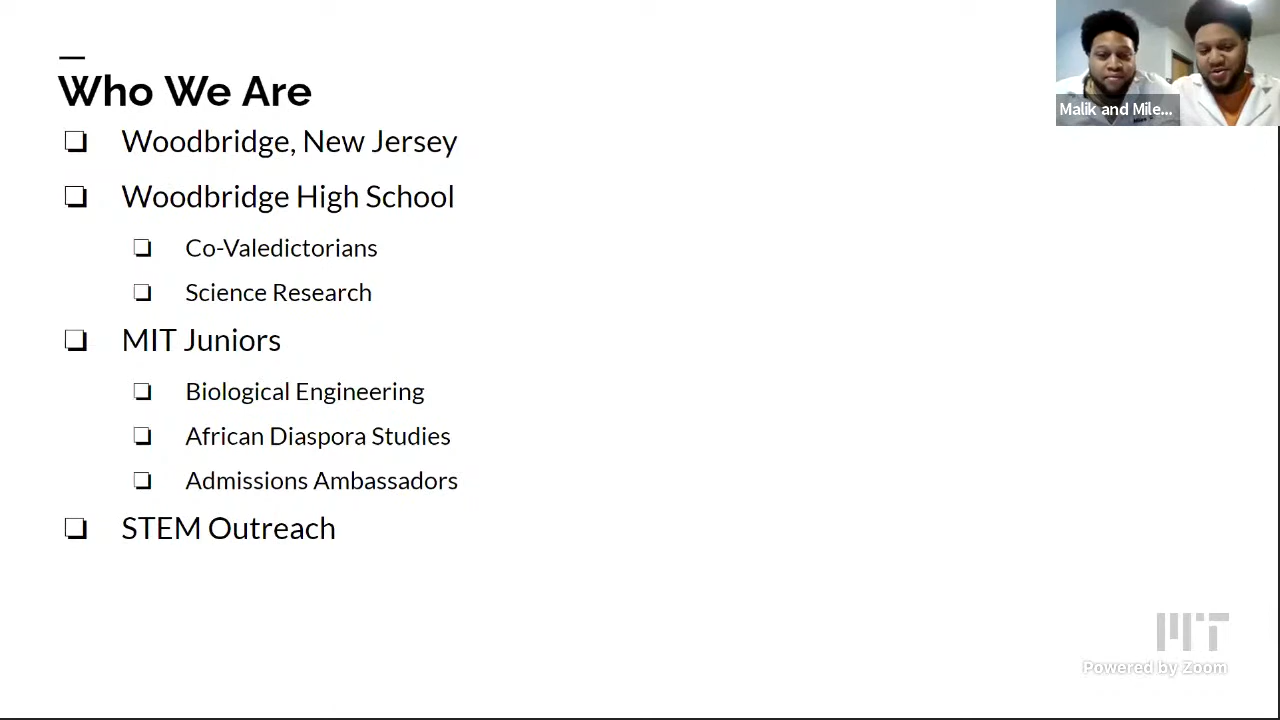 Who We Are
❏ Woodbridge, New Jersey
❏ Woodbridge High School
❏ Co-Valedictorians
❏ Science Research
❏ MIT Juniors
❏ Biological Engineering
❏ African Diaspora Studies
❏ Admissions Ambassadors
❏ STEM Outreach
Malik and Mile...
MIT
Powered by Zoom